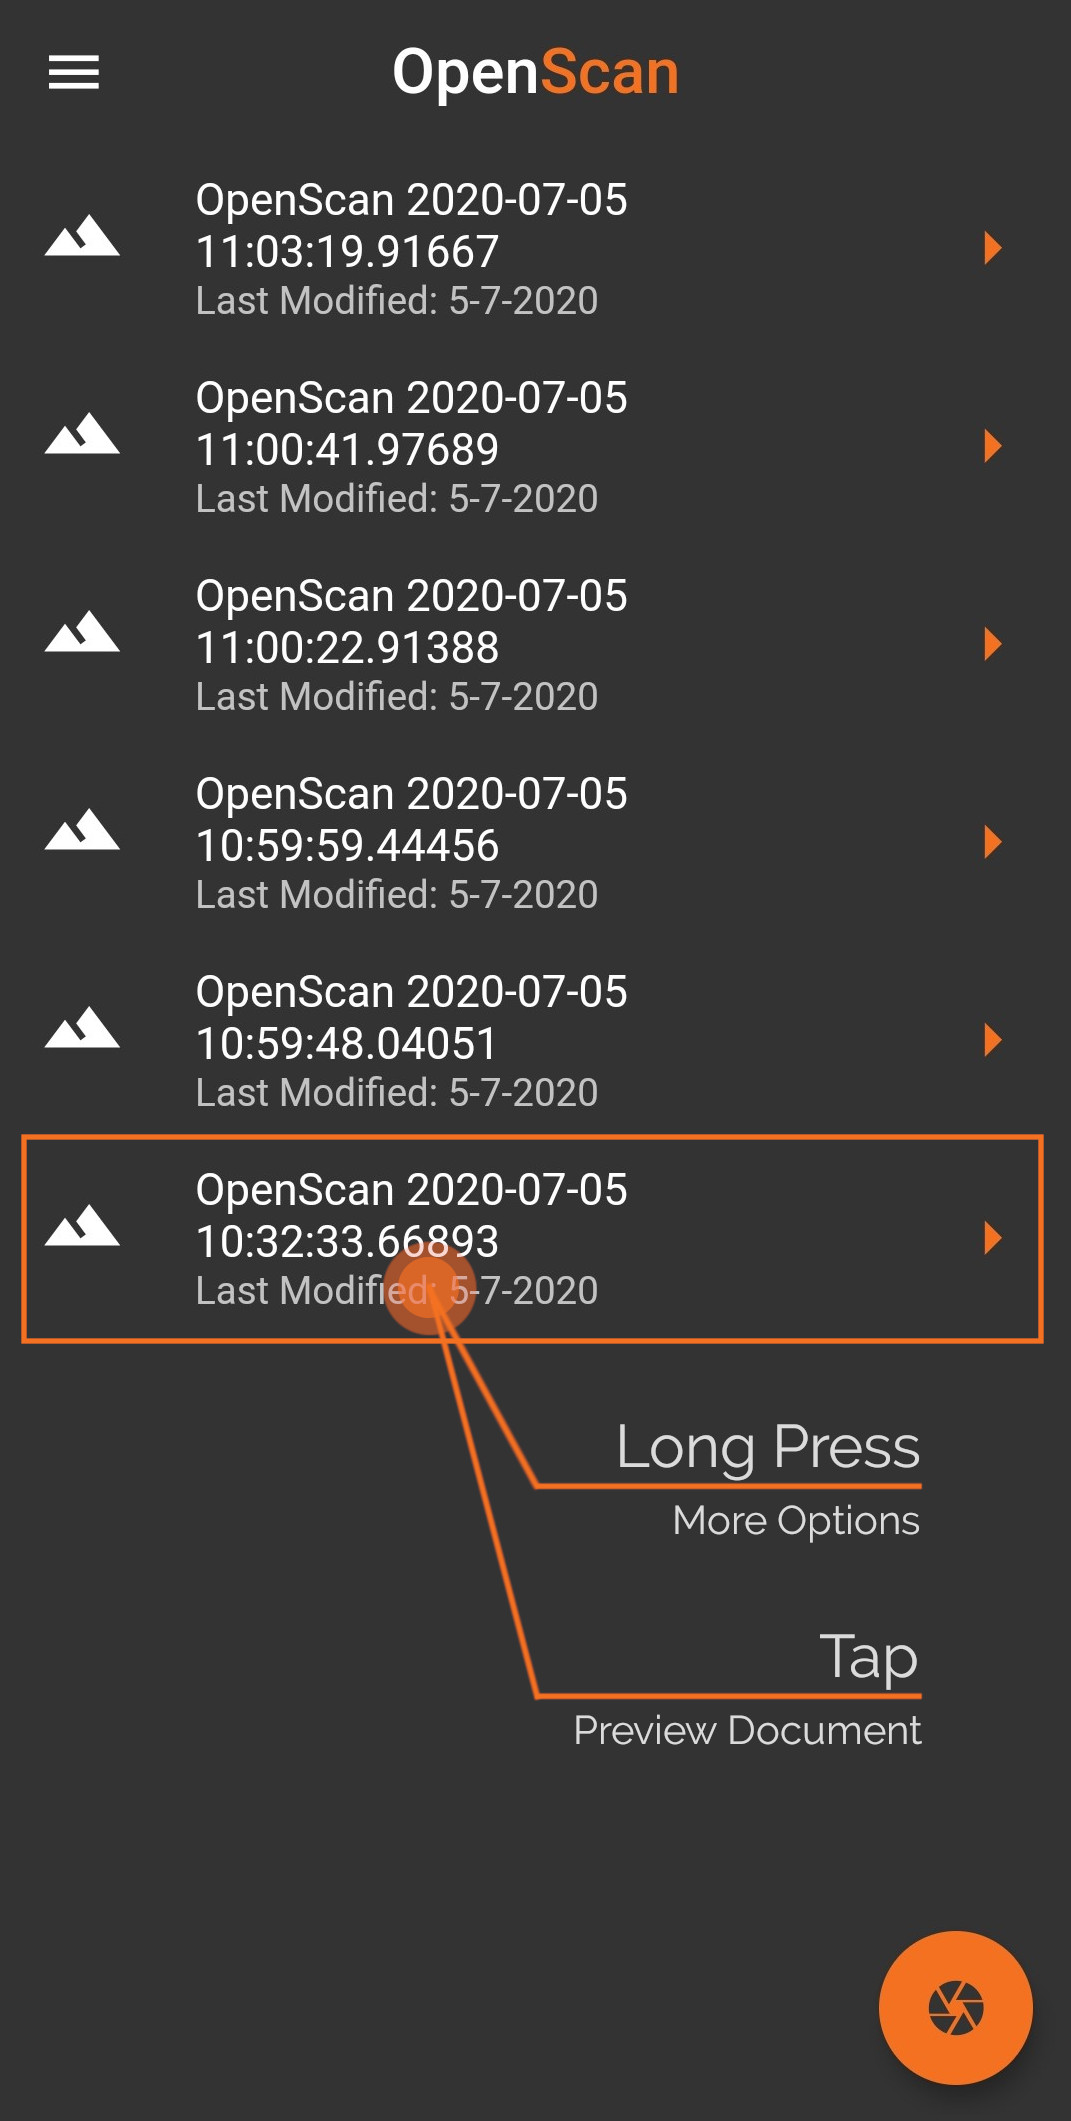 OpenScan
OpenScan 2020-07-05
11:03:19.91667
Last Modified: 5-7-2020
OpenScan 2020-07-05
11:00:41.97689
Last Modified: 5-7-2020
OpenScan 2020-07-05
11:00:22.91388
Last Modified: 5-7-2020
OpenScan 2020-07-05
10:59:59.44456
Last Modified: 5-7-2020
OpenScan 2020-07-05
10:59:48.04051
Last Modified: 5-7-2020
OpenScan 2020-07-05
10:32:33.66893
Last Modified: 5-7-2020
Long Press
More Options
Tap
Preview Document